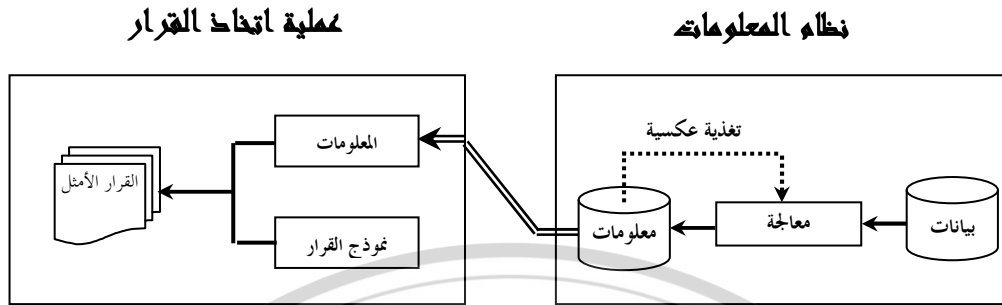 نظام المعلومات
عملية اتخاذ القرار
تغذية عكسية
بيانات
معالجة
معلومات
المعلومات
نموذج القرار
القرار الأمثل